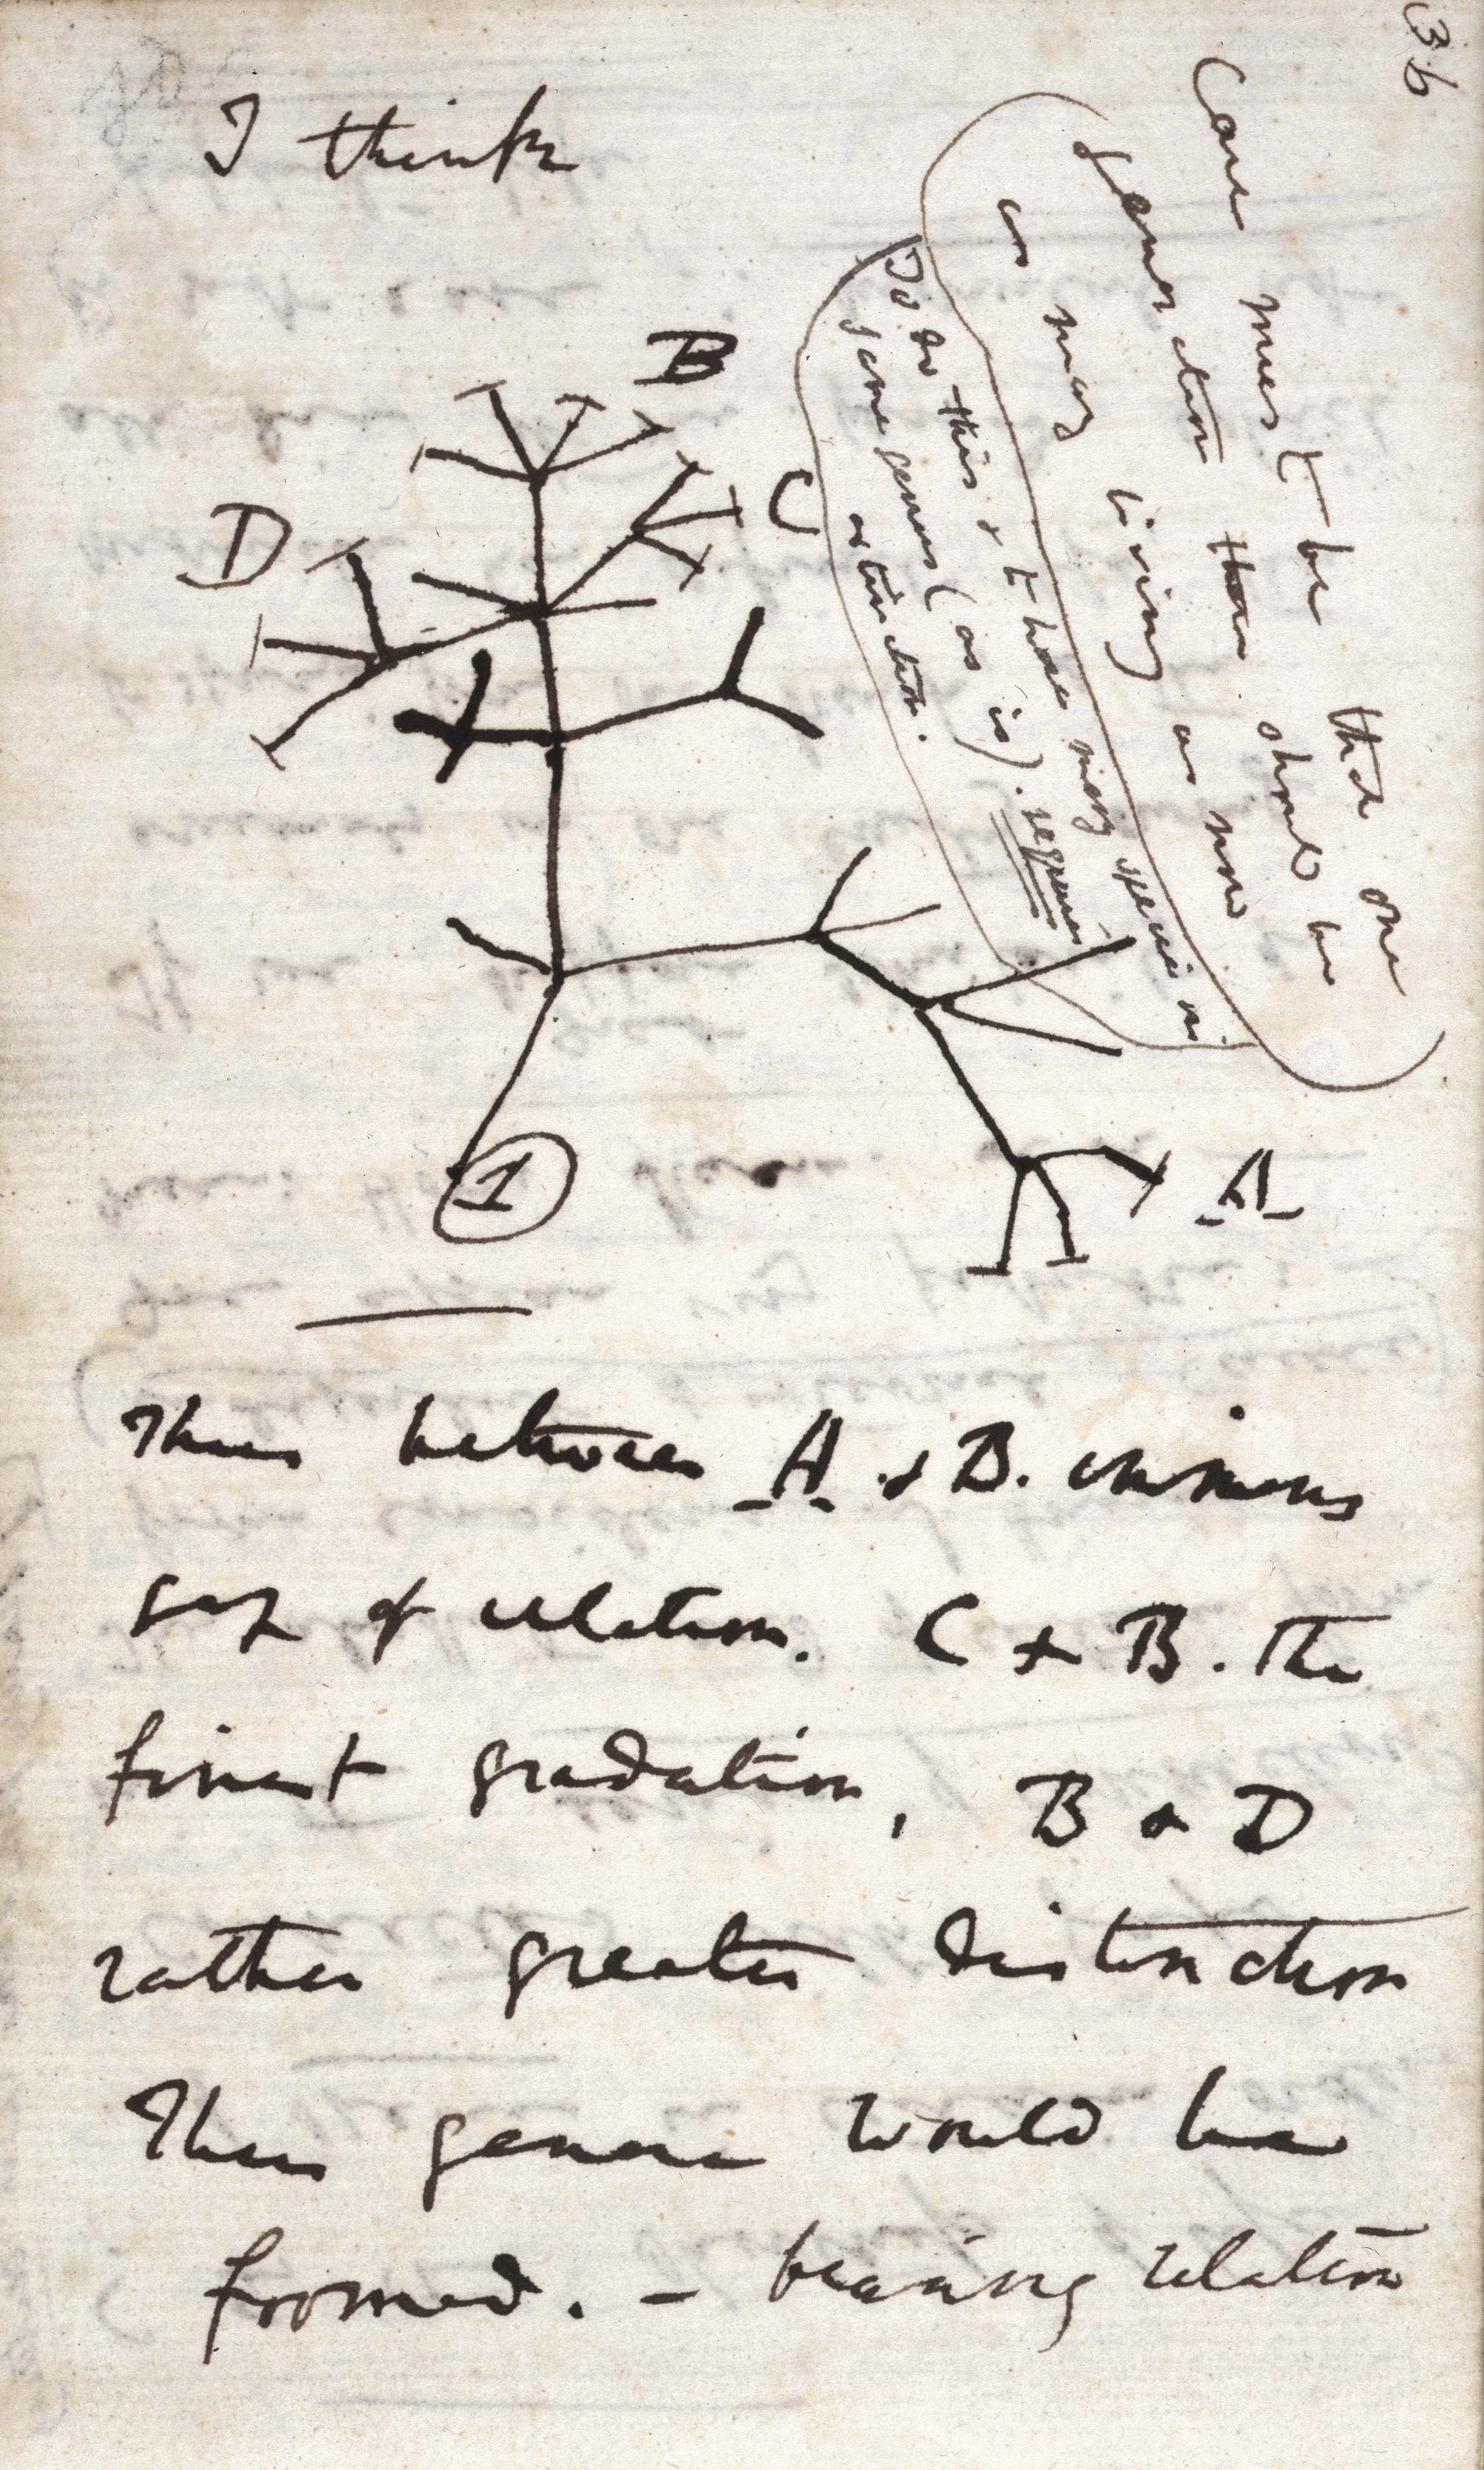 36
I think
Case must be that one
generation then should be
as many living as now
To do this & to have many species in
same genus (as is). requires
extinction.
B
C
D
A
1
Thus between A & B. immens
gap of relation. C & B. The
finest gradation, B & D
rather greater distinction
Thus genera would be
formed. — bearing relation